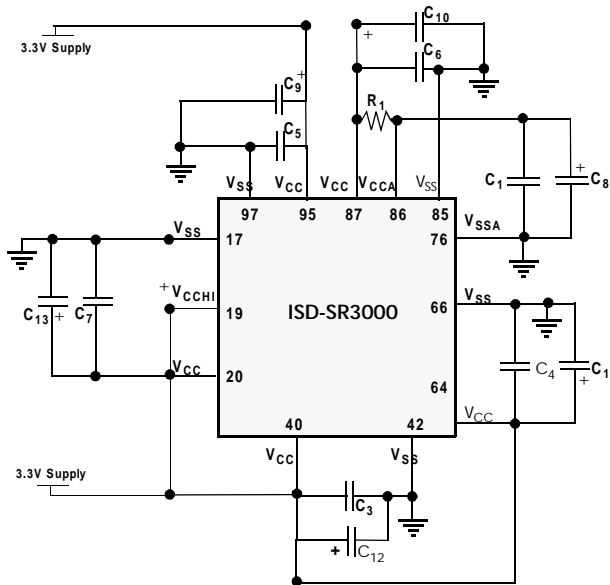 C10
+
3.3V Supply
C6
C9 +
R1
C5
VSS VCC VCC VCCA VSS C1 + C8
97 95 87 86 85
VSS 17 76 VSSA
+ VCCHI 19 ISD-SR3000 66 VSS
C13 + C7
VCC 20 64 C4 + C1
VCC
40 42
VCC VSS
3.3V Supply
C3
+ C12